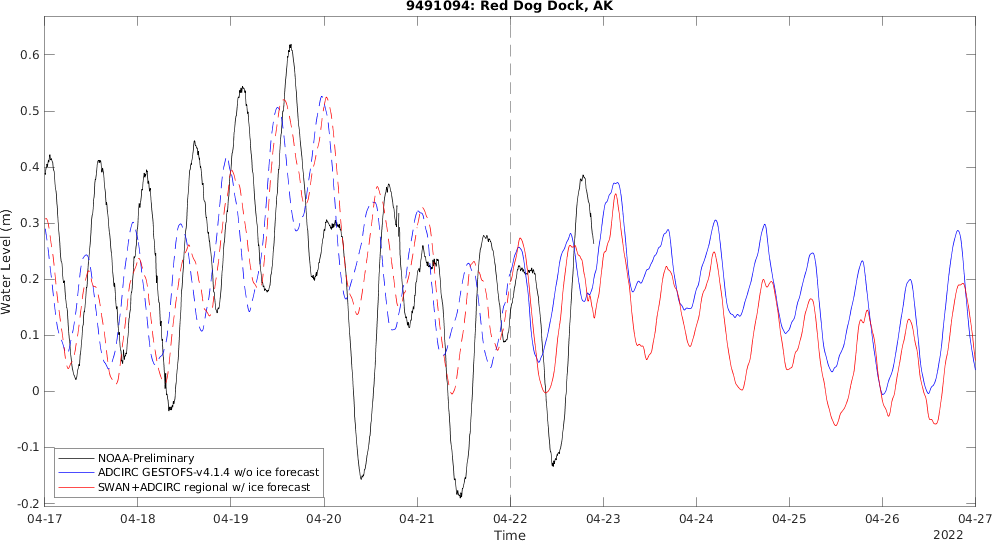 9491094: Red Dog Dock, AK
Water Level (m)
0.6
0.5
0.4
0.3
0.2
0.1
0
-0.1
-0.2
NOAA-Preliminary
ADCIRC GESTOFS-v4.1.4 w/o ice forecast
SWAN+ADCIRC regional w/ ice forecast
04-17 04-18 04-19 04-20 04-21 04-22 04-23 04-24 04-25 04-26 04-27
Time
2022